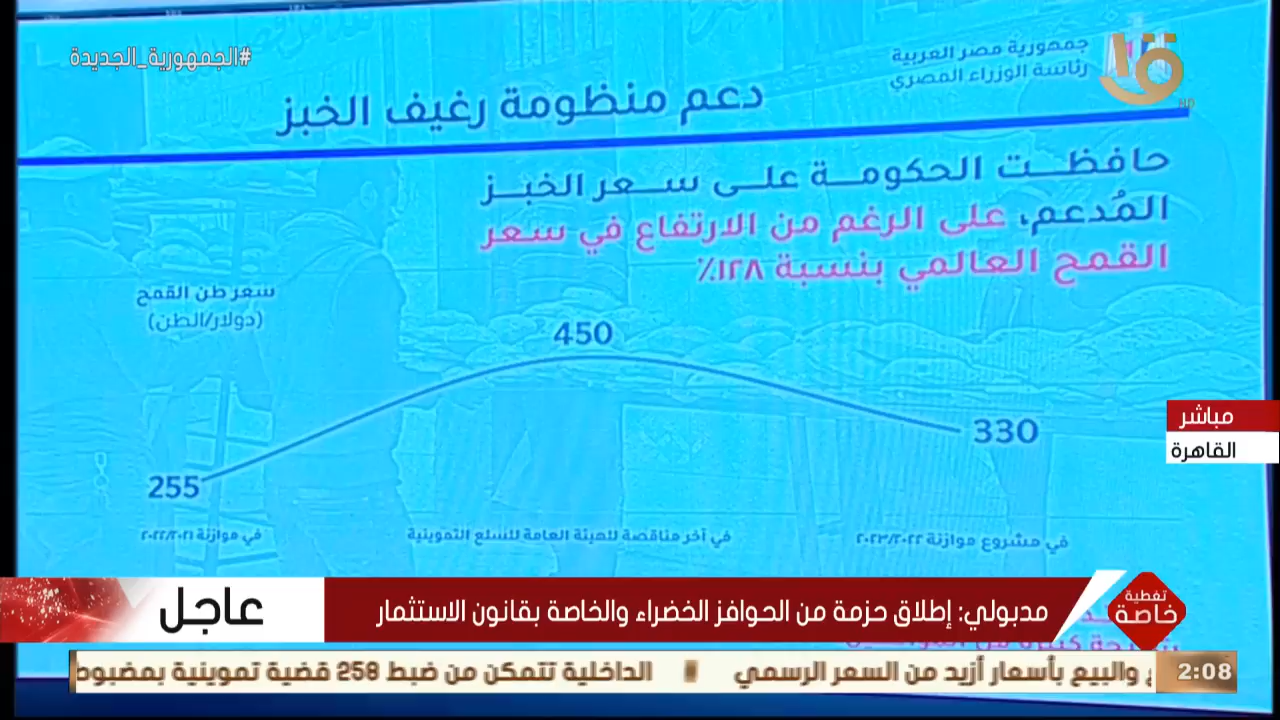 #الجمهورية_الجديدة
جمهورية مصر العربية
رئاسة الوزراء المصري
دعم منظومة رغيف الخبز
حافظت الحكومة على سعر الخبز
المُدعم، على الرغم من الارتفاع في سعر
القمح العالمي بنسبة ١٢٨٪
سعر طن القمح
(دولار/الطن)
450
330
255
في موازنة ٢٠٢٢/٢٠٢١
في آخر مناقصة للهيئة العامة للسلع التموينية
في مشروع موازنة ٢٠٢٣/٢٠٢٢
مباشر
القاهرة
تغطية
خاصة
مدبولي: إطلاق حزمة من الحوافز الخضراء والخاصة بقانون الاستثمار
عاجل
والبيع بأسعار أزيد من السعر الرسمي
الداخلية تتمكن من ضبط 258 قضية تموينية
2:08